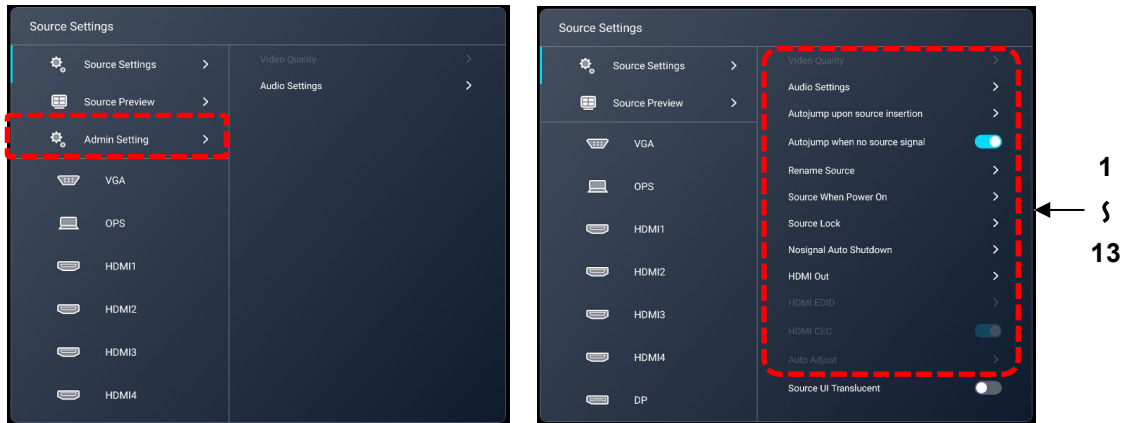 Source Settings
Source Settings
Source Preview
Admin Setting
VGA
OPS
HDMI1
HDMI2
HDMI3
HDMI4
Video Quality
Audio Settings
Source Settings
Source Settings
Source Preview
VGA
OPS
HDMI1
HDMI2
HDMI3
HDMI4
DP
Video Quality
Audio Settings
Autojump upon source insertion
Autojump when no source signal
Rename Source
Source When Power On
Source Lock
Nosignal Auto Shutdown
HDMI Out
HDMI EDID
HDMI CEC
Auto Adjust
Source UI Translucent
1
∽
13